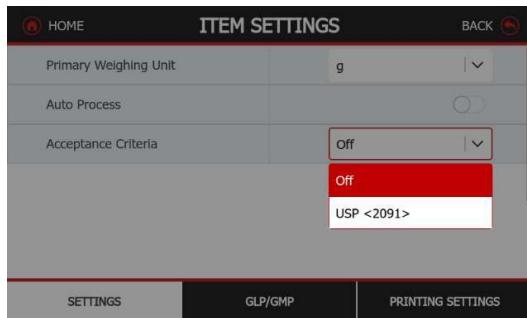 HOME ITEM SETTINGS BACK
Primary Weighing Unit g
Auto Process
Acceptance Criteria Off
Off
USP <2091>
SETTINGS GLP/GMP PRINTING SETTINGS